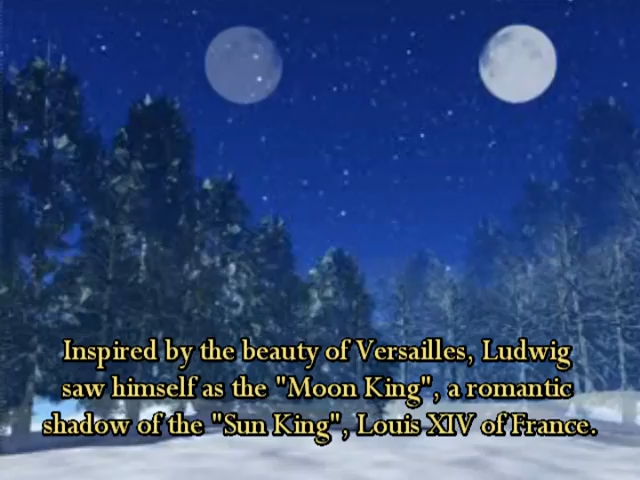 Inspired by the beauty of Versailles, Ludwig
saw himself as the "Moon King", a romantic
shadow of the "Sun King", Louis XIV of France.